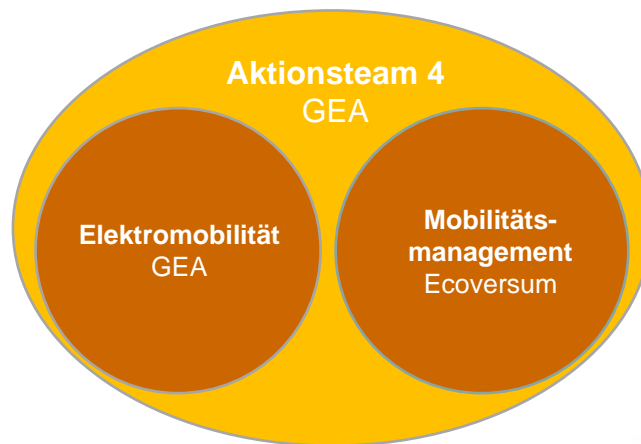 Aktionsteam 4
GEA
Elektromobilität
GEA
Mobilitäts-
management
Ecoversum